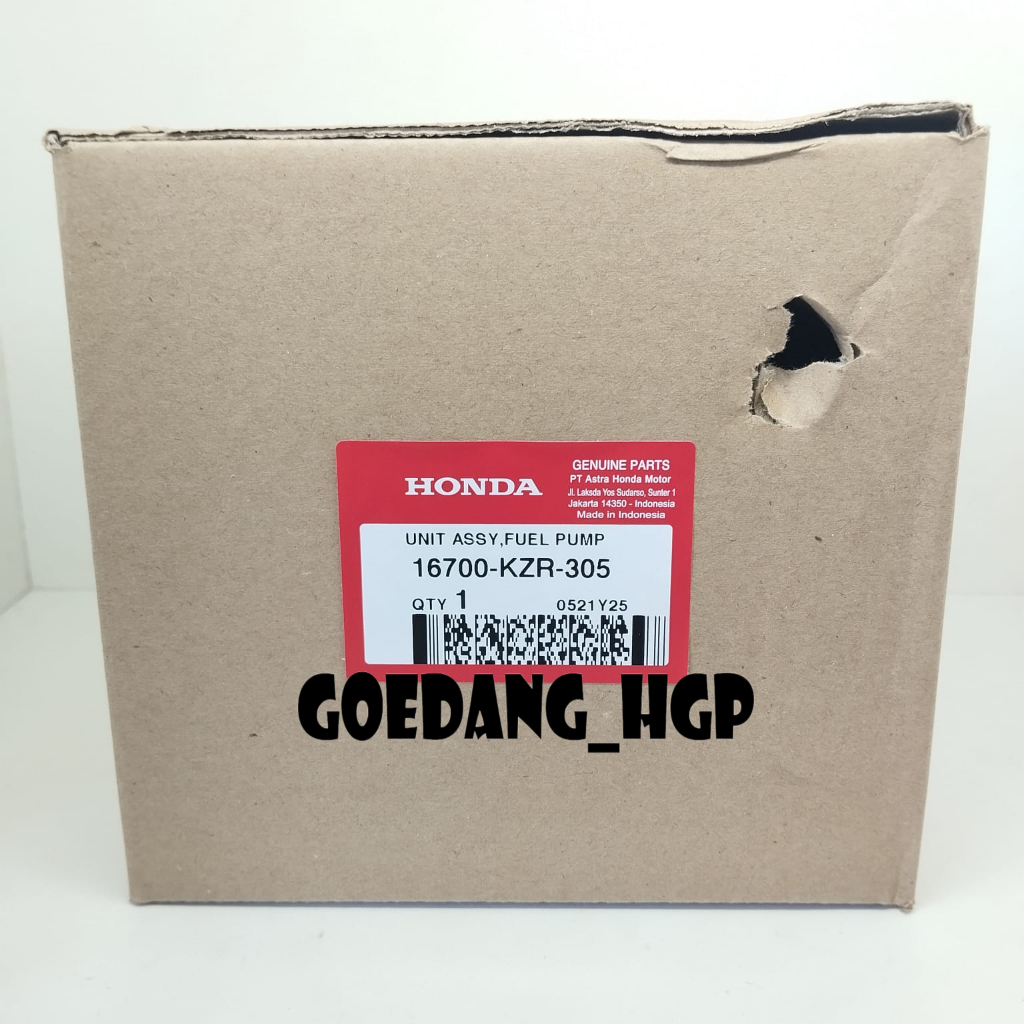 HONDA
GENUINE PARTS
PT Astra Honda Motor
Jl. Laksda Yos Sudarso, Sunter 1
Jakarta 14350 - Indonesia
Made in Indonesia
UNIT ASSY,FUEL PUMP
16700-KZR-305
QTY 1 0521Y25
GOEDANG_HGP